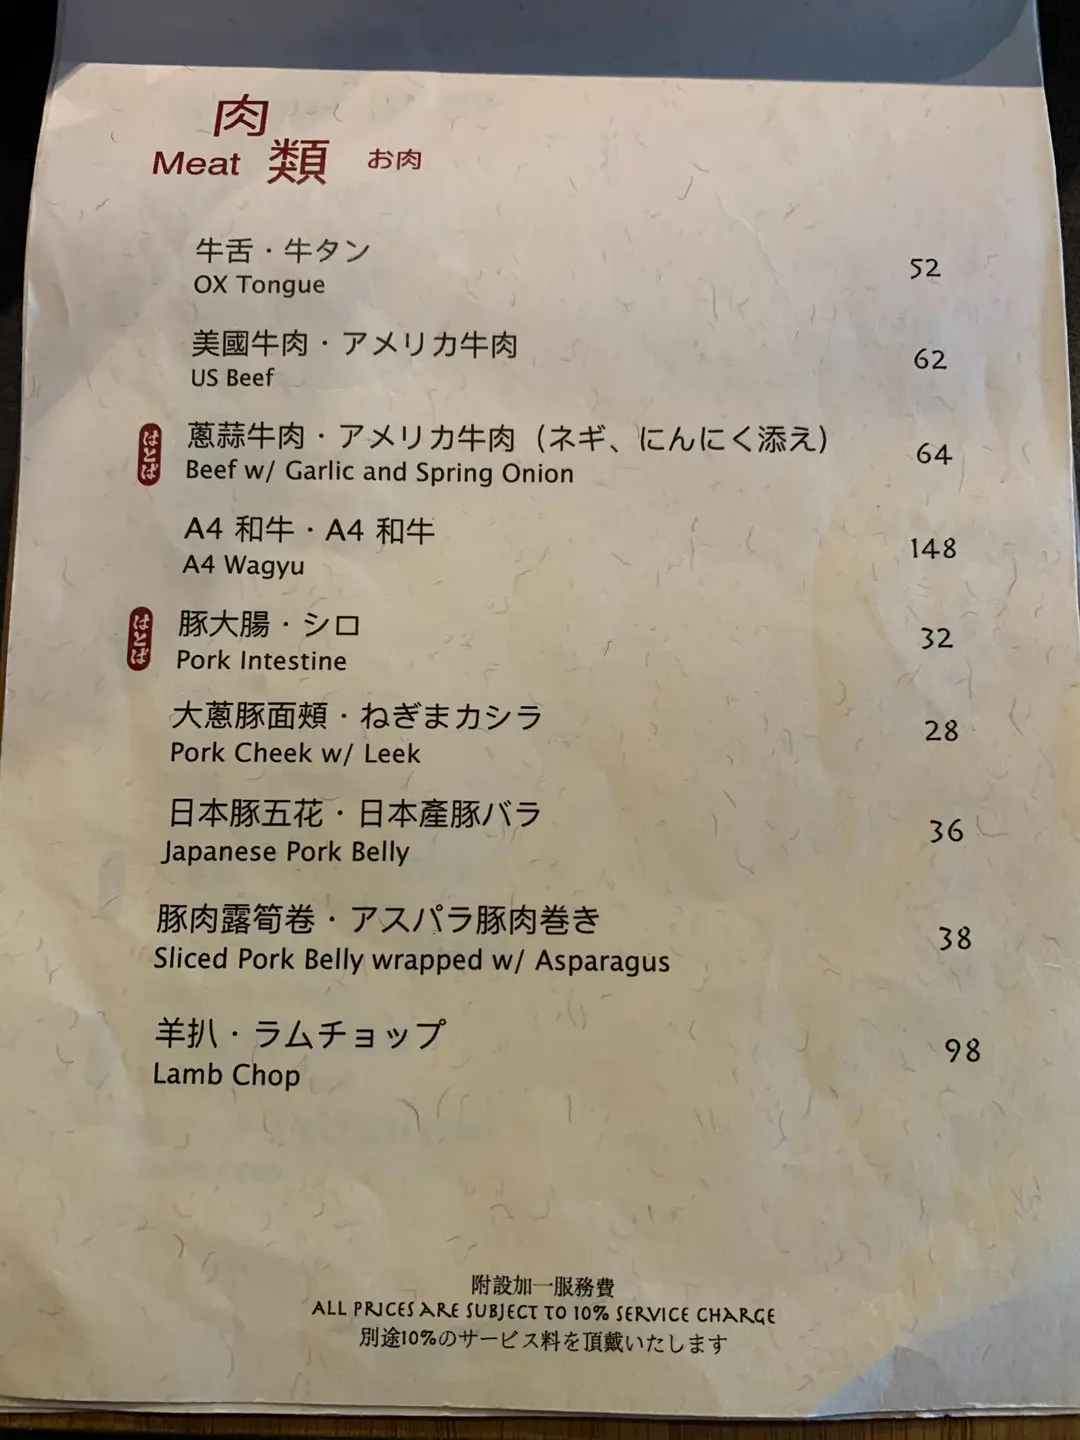 肉
Meat 類 お肉
牛舌・牛タン
OX Tongue
52
美國牛肉・アメリカ牛肉
US Beef
62
はとば
蔥蒜牛肉・アメリカ牛肉（ネギ、にんにく添え）
Beef w/ Garlic and Spring Onion
64
A4 和牛・A4 和牛
A4 Wagyu
148
はとば
豚大腸・シロ
Pork Intestine
32
大蔥豚面頰・ねぎまカシラ
Pork Cheek w/ Leek
28
日本豚五花・日本產豚バラ
Japanese Pork Belly
36
豚肉露筍卷・アスパラ豚肉巻き
Sliced Pork Belly wrapped w/ Asparagus
38
羊扒・ラムチョップ
Lamb Chop
98
附設加一服務費
ALL PRICES ARE SUBJECT TO 10% SERVICE CHARGE
別途10%のサービス料を頂戴いたします